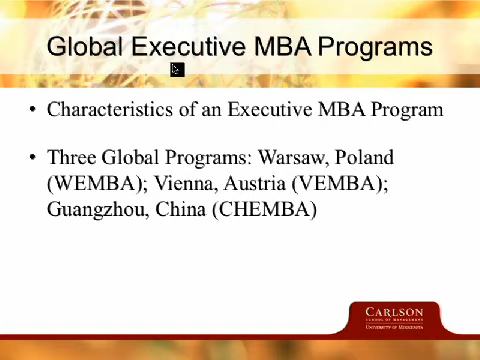 Global Executive MBA Programs
• Characteristics of an Executive MBA Program
• Three Global Programs: Warsaw, Poland
(WEMBA); Vienna, Austria (VEMBA);
Guangzhou, China (CHEMBA)
CARLSON
SCHOOL OF MANAGEMENT
UNIVERSITY OF MINNESOTA